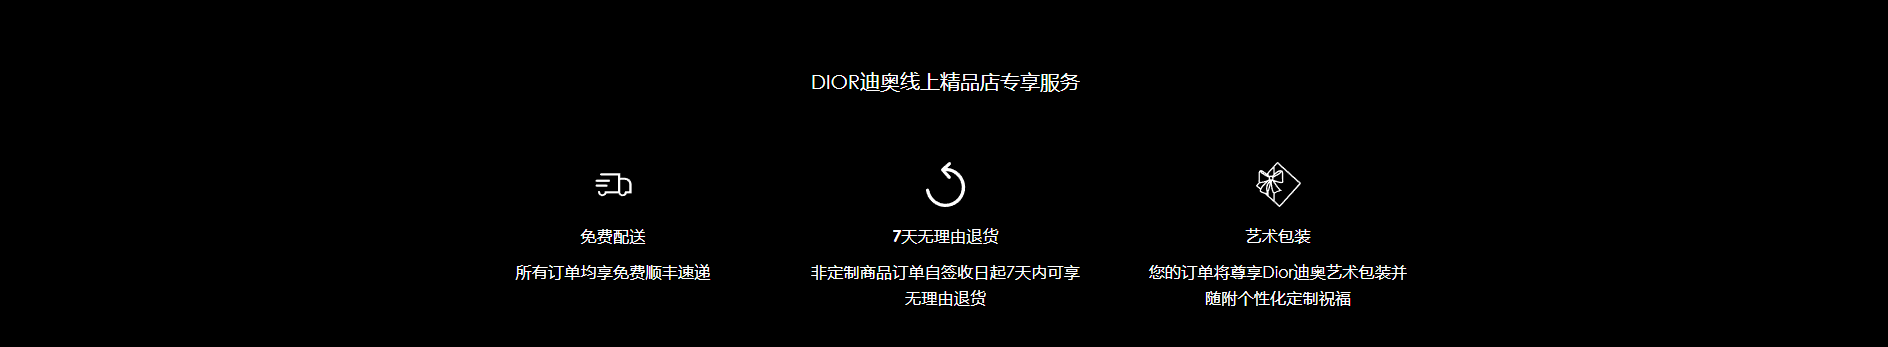 DIOR迪奥线上精品店专享服务
免费配送
所有订单均享免费顺丰速递
7天无理由退货
非定制商品订单自签收日起7天内可享
无理由退货
艺术包装
您的订单将尊享Dior迪奥艺术包装并
随附个性化定制祝福